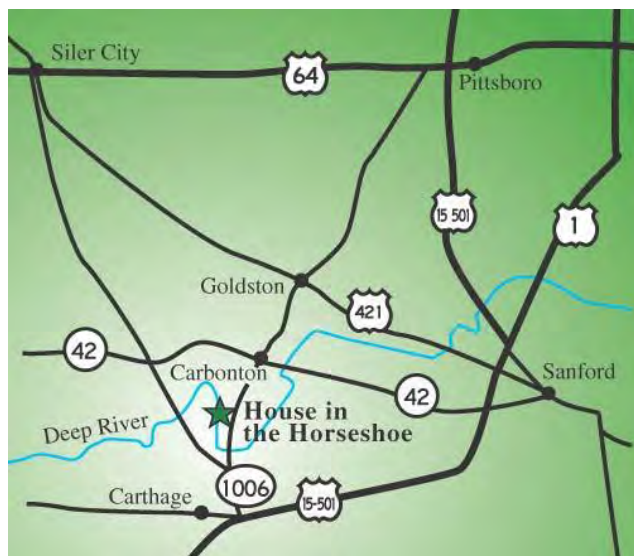 Siler City
64
Pittsboro
15 501
1
Goldston
421
42
Carbonton
Sanford
42
Deep River
House in
the Horseshoe
1006
Carthage
15-501